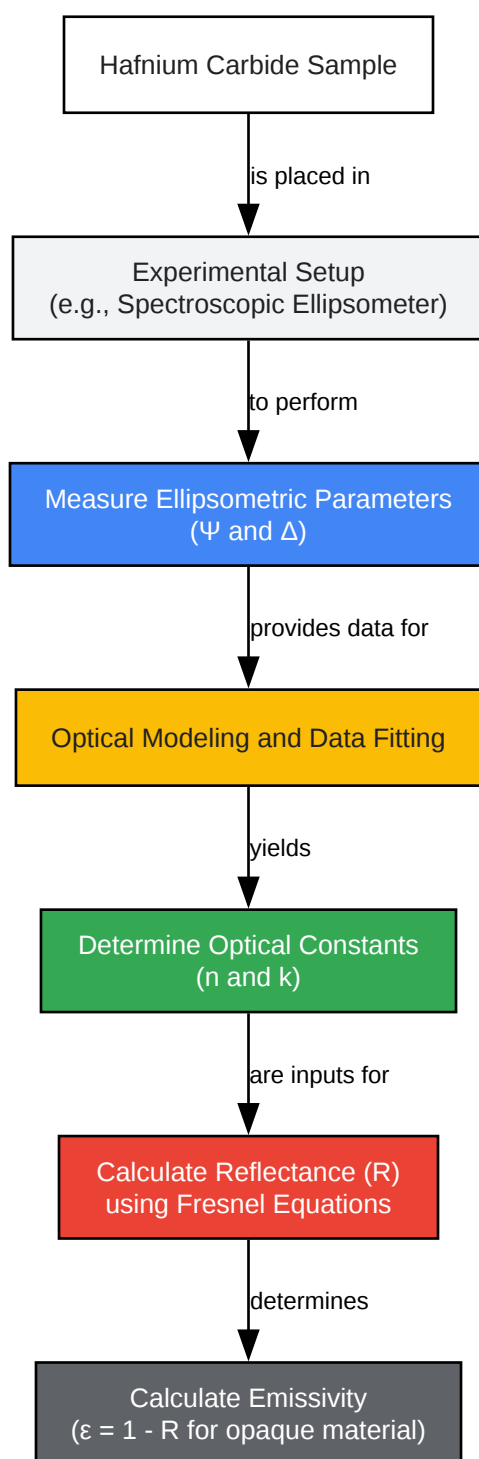 Hafnium Carbide Sample
is placed in
Experimental Setup
(e.g., Spectroscopic Ellipsometer)
to perform
Measure Ellipsometric Parameters
(Ψ and Δ)
provides data for
Optical Modeling and Data Fitting
yields
Determine Optical Constants
(n and k)
are inputs for
Calculate Reflectance (R)
using Fresnel Equations
determines
Calculate Emissivity
(ε = 1 - R for opaque material)